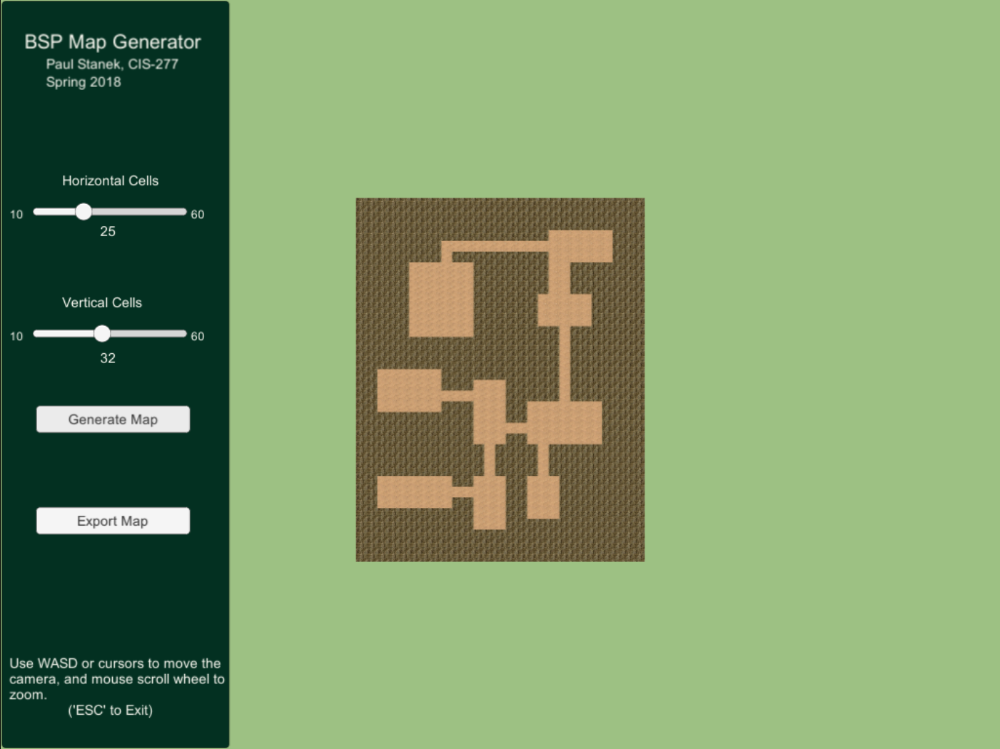 BSP Map Generator
Paul Stanek, CIS-277
Spring 2018
Horizontal Cells
10 60
25
Vertical Cells
10 60
32
Generate Map
Export Map
Use WASD or cursors to move the
camera, and mouse scroll wheel to
zoom.
('ESC' to Exit)